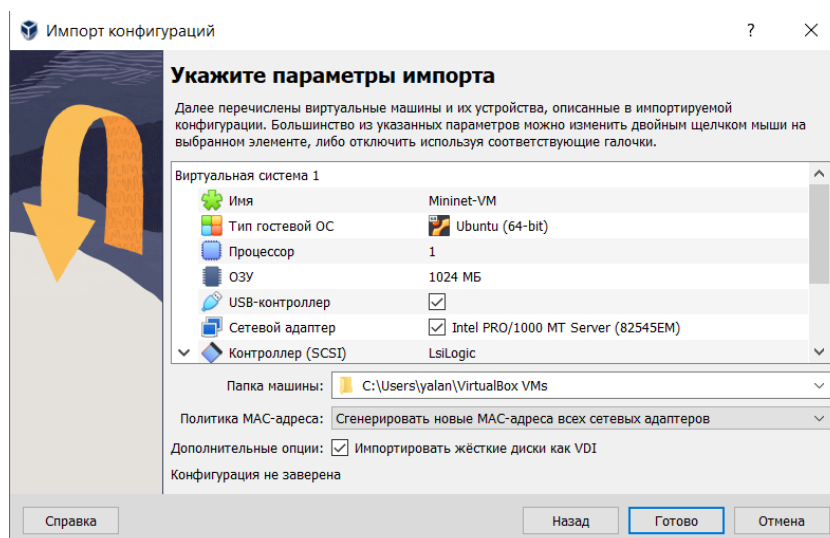 Импорт конфигураций
?
Укажите параметры импорта
Далее перечислены виртуальные машины и их устройства, описанные в импортируемой
конфигурации. Большинство из указанных параметров можно изменить двойным щелчком мыши на
выбранном элементе, либо отключить используя соответствующие галочки.
Виртуальная система 1
Имя Mininet-VM
Тип гостевой ОС Ubuntu (64-bit)
Процессор 1
ОЗУ 1024 МБ
USB-контроллер
Сетевой адаптер Intel PRO/1000 MT Server (82545EM)
Контроллер (SCSI) LsiLogic
Папка машины: C:\Users\yalan\VirtualBox VMs
Политика MAC-адреса: Сгенерировать новые MAC-адреса всех сетевых адаптеров
Дополнительные опции: Импортировать жёсткие диски как VDI
Конфигурация не заверена
Справка Назад Готово Отмена